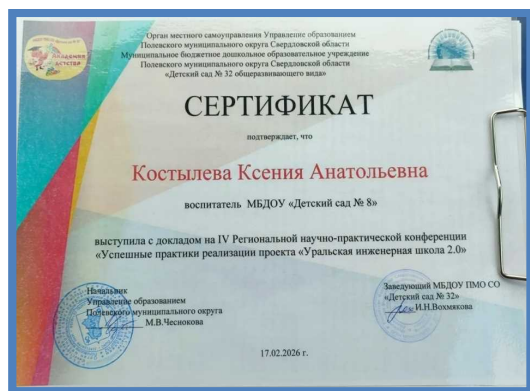 Орган местного самоуправления Управление образованием
Полевского муниципального округа Свердловской области
Муниципальное бюджетное дошкольное образовательное учреждение
Полевского муниципального округа Свердловской области
«Детский сад № 32 общеразвивающего вида»
Академия
детства
СЕРТИФИКАТ
подтверждает, что
Костылева Ксения Анатольевна
воспитатель МБДОУ «Детский сад № 8»
выступила с докладом на IV Региональной научно-практической конференции
«Успешные практики реализации проекта «Уральская инженерная школа 2.0»
Начальник
Управление образованием
Полевского муниципального округа
М.В.Чеснокова
Заведующий МБДОУ ПМО СО
«Детский сад № 32»
И.Н.Вохмякова
17.02.2026 г.